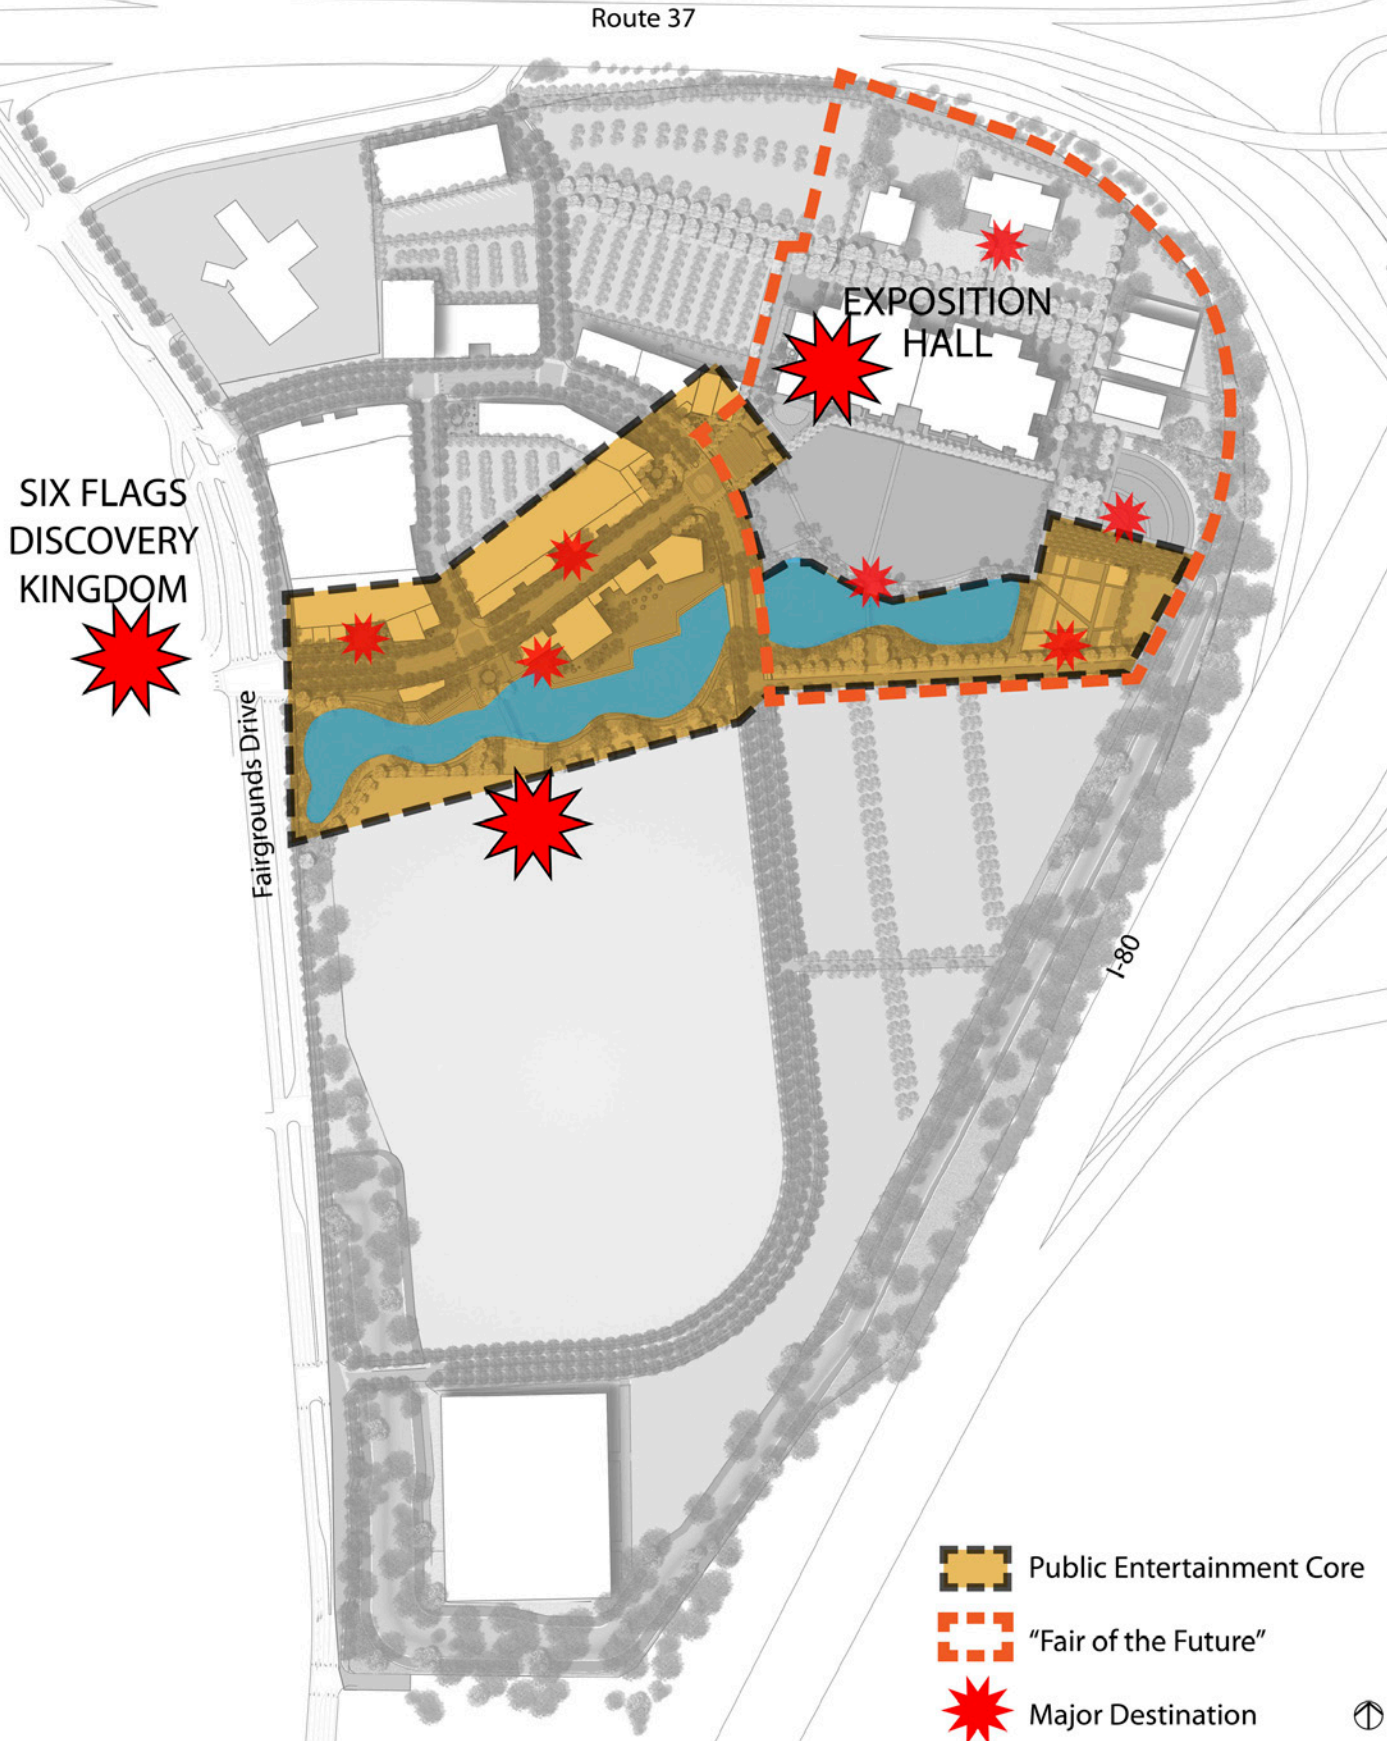 Route 37
EXPOSITION
HALL
SIX FLAGS
DISCOVERY
KINGDOM
Fairgrounds Drive
I-80
Public Entertainment Core
“Fair of the Future”
Major Destination